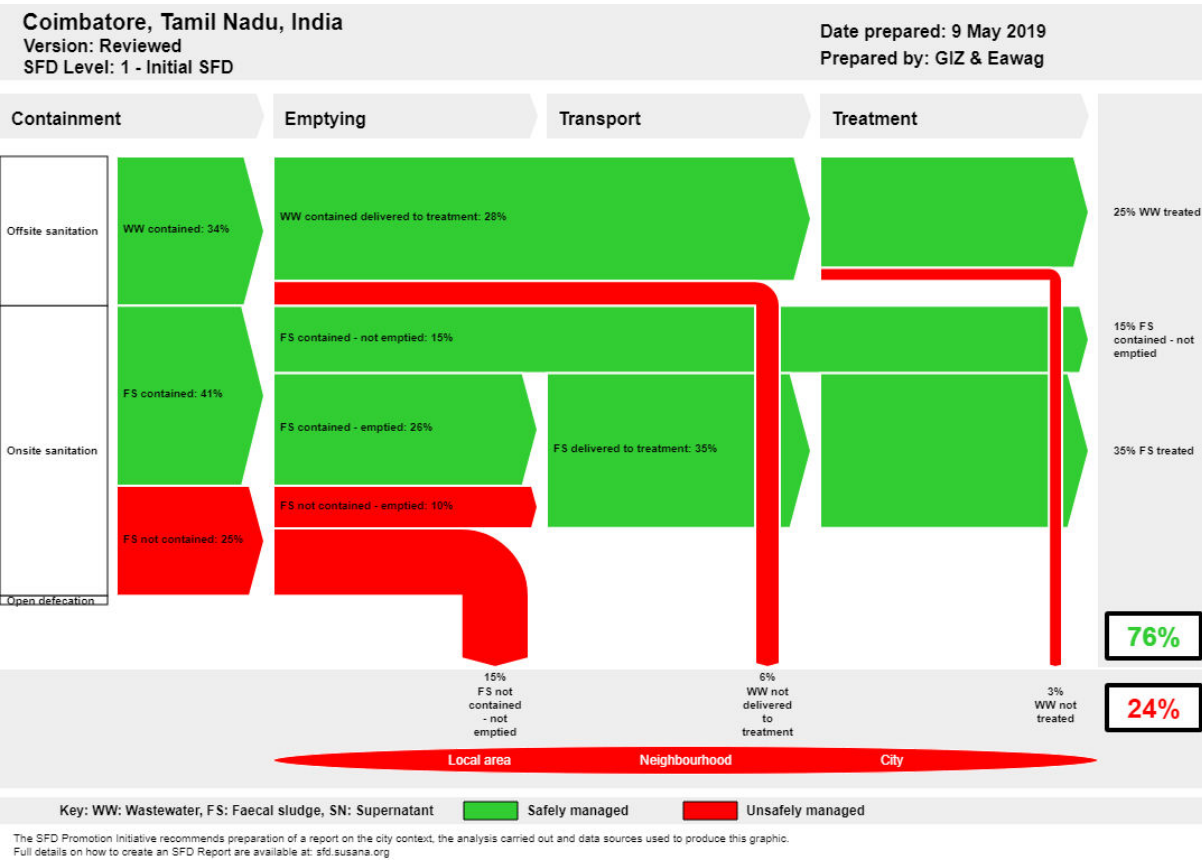 Coimbatore, Tamil Nadu, India
Version: Reviewed
SFD Level: 1 - Initial SFD
Date prepared: 9 May 2019
Prepared by: GIZ & Eawag
Containment
Emptying
Transport
Treatment
Offsite sanitation
WW contained: 34%
WW contained delivered to treatment: 28%
25% WW treated
FS contained - not emptied: 15%
15% FS
contained - not
emptied
FS contained: 41%
FS contained - emptied: 26%
Onsite sanitation
FS delivered to treatment: 35%
35% FS treated
FS not contained - emptied: 10%
FS not contained: 25%
Open defecation
76%
15%
FS not
contained
- not
emptied
6%
WW not
delivered
to
treatment
3%
WW not
treated
24%
Local area
Neighbourhood
City
Key: WW: Wastewater, FS: Faecal sludge, SN: Supernatant
Safely managed
Unsafely managed
The SFD Promotion Initiative recommends preparation of a report on the city context, the analysis carried out and data sources used to produce this graphic.
Full details on how to create an SFD Report are available at: sfd.susana.org